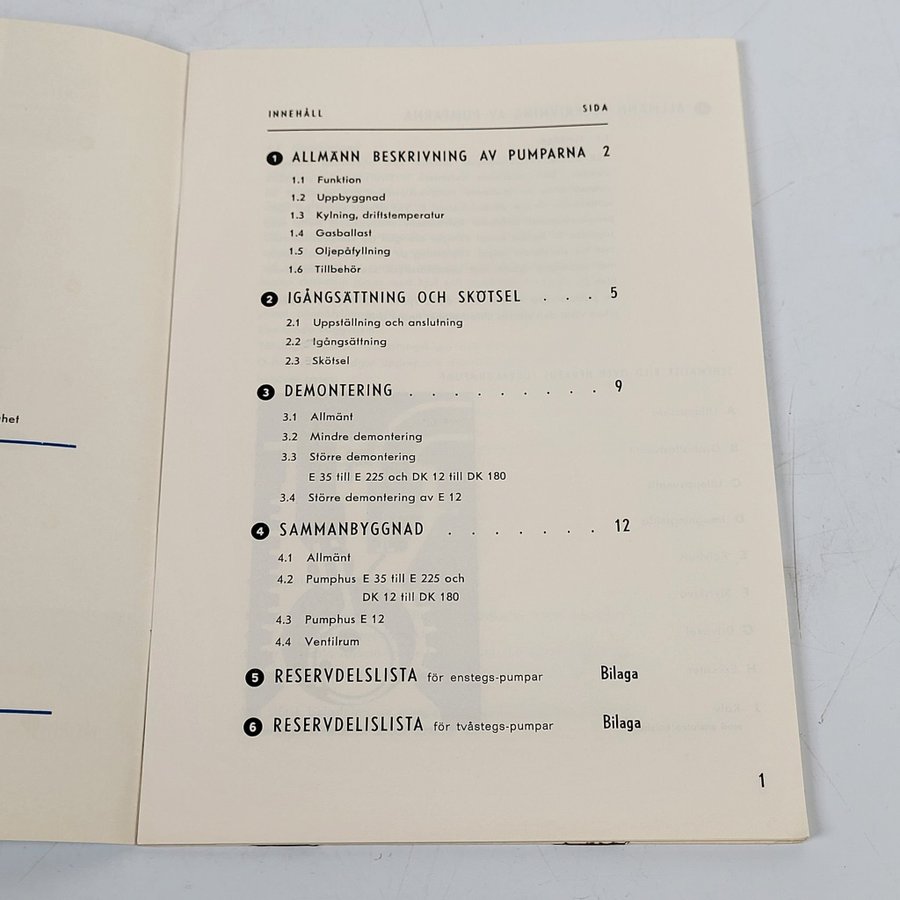 het
INNEHÅLL SIDA
1 ALLMÄNN BESKRIVNING AV PUMPARNA 2
1.1 Funktion
1.2 Uppbyggnad
1.3 Kylning, driftstemperatur
1.4 Gasballast
1.5 Oljepåfyllning
1.6 Tillbehör
2 IGÅNGSÄTTNING OCH SKÖTSEL . . . 5
2.1 Uppställning och anslutning
2.2 Igångsättning
2.3 Skötsel
3 DEMONTERING . . . . . . . . . 9
3.1 Allmänt
3.2 Mindre demontering
3.3 Större demontering
E 35 till E 225 och DK 12 till DK 180
3.4 Större demontering av E 12
4 SAMMANBYGGNAD . . . . . . . 12
4.1 Allmänt
4.2 Pumphus E 35 till E 225 och
DK 12 till DK 180
4.3 Pumphus E 12
4.4 Ventilrum
5 RESERVDELSLISTA för enstegs-pumpar Bilaga
6 RESERVDELISLISTA för tvåstegs-pumpar Bilaga
1